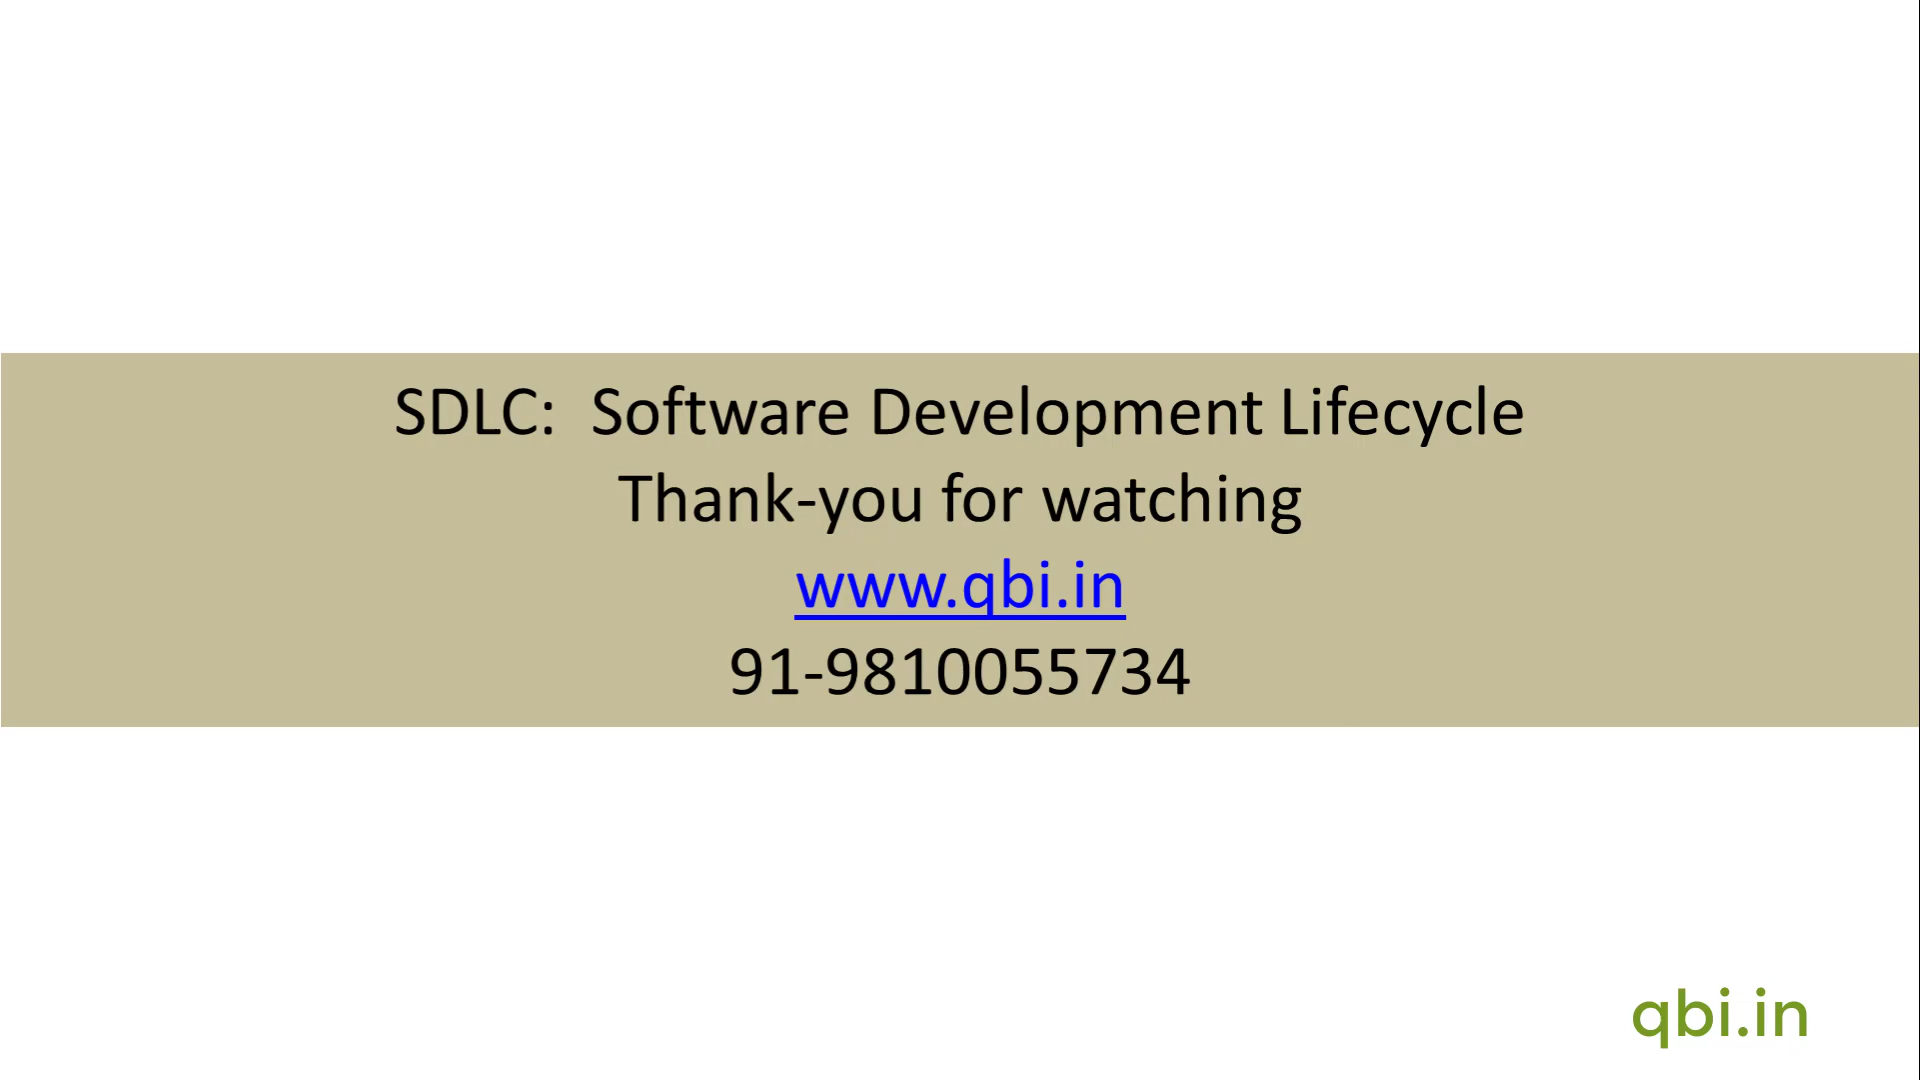 SDLC:  Software Development Lifecycle
Thank-you for watching
www.qbi.in
91-9810055734
qbi.in